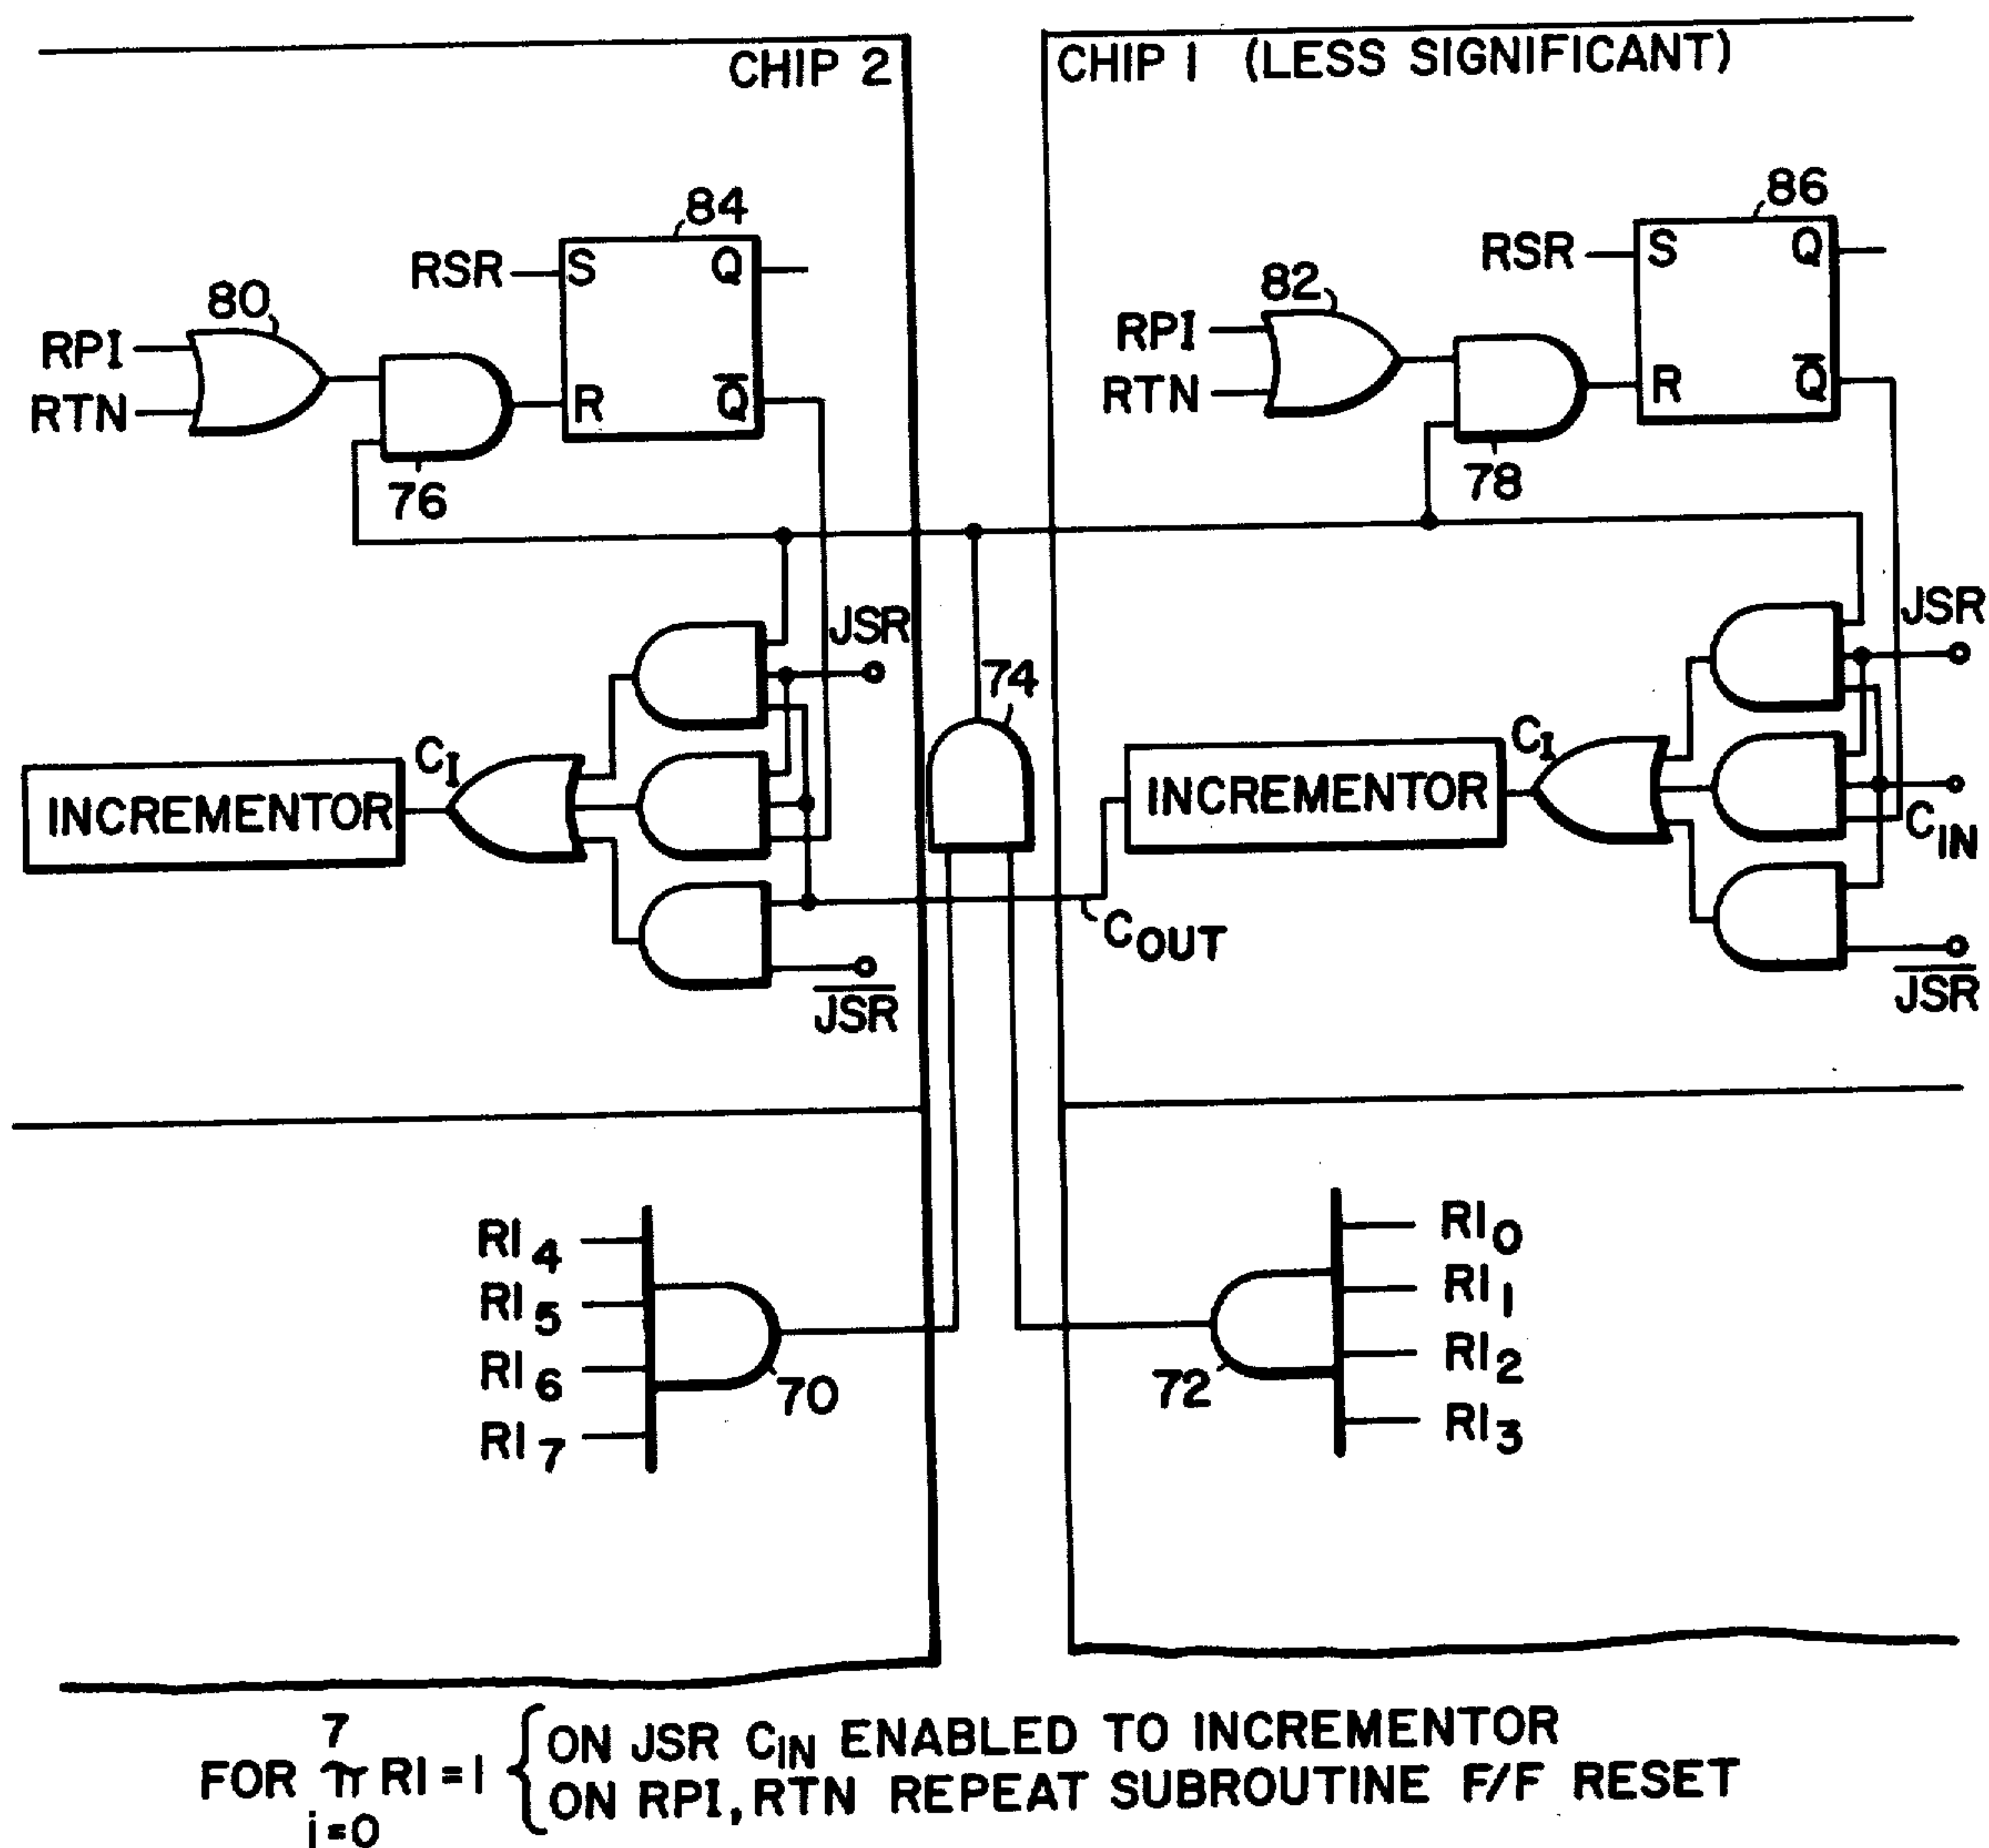 CHIP 2
CHIP 1 (LESS SIGNIFICANT)
84
RSR
S
Q
80
RPI
RTN
R
Q̅
76
86
RSR
S
Q
82
RPI
RTN
R
Q̅
78
JSR
74
JSR
C_I
INCREMENTOR
INCREMENTOR
C_I
C_IN
C_OUT
J̅S̅R̅
J̅S̅R̅
RI_4
RI_5
RI_6
RI_7
70
RI_0
RI_1
RI_2
RI_3
72
7
FOR π RI = 1 { ON JSR C_IN ENABLED TO INCREMENTOR
ON RPI, RTN REPEAT SUBROUTINE F/F RESET
i=0